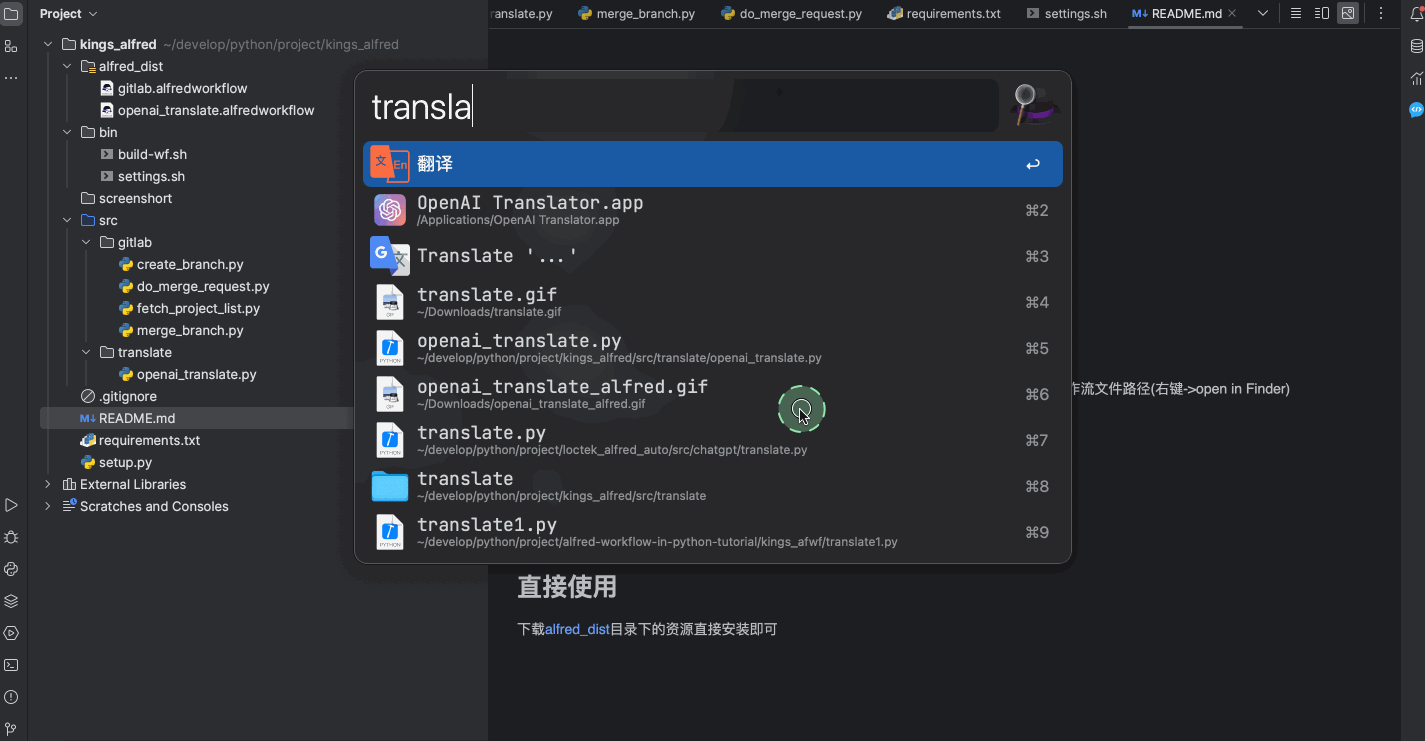 Project
ranslate.py
merge_branch.py
do_merge_request.py
requirements.txt
settings.sh
M↓ README.md
kings_alfred ~/develop/python/project/kings_alfred
alfred_dist
gitlab.alfredworkflow
openai_translate.alfredworkflow
bin
build-wf.sh
settings.sh
screenshort
src
gitlab
create_branch.py
do_merge_request.py
fetch_project_list.py
merge_branch.py
translate
openai_translate.py
.gitignore
M↓ README.md
requirements.txt
setup.py
External Libraries
Scratches and Consoles
transla
文 En 翻译
OpenAI Translator.app ⌘2
/Applications/OpenAI Translator.app
G 文 Translate '...' ⌘3
translate.gif ⌘4
~/Downloads/translate.gif
GIF
openai_translate.py ⌘5
~/develop/python/project/kings_alfred/src/translate/openai_translate.py
PYTHON
openai_translate_alfred.gif ⌘6
~/Downloads/openai_translate_alfred.gif
GIF
translate.py ⌘7
~/develop/python/project/loctek_alfred_auto/src/chatgpt/translate.py
PYTHON
translate ⌘8
~/develop/python/project/kings_alfred/src/translate
translate1.py ⌘9
~/develop/python/project/alfred-workflow-in-python-tutorial/kings_afwf/translate1.py
PYTHON
作流文件路径(右键->open in Finder)
直接使用
下载alfred_dist目录下的资源直接安装即可